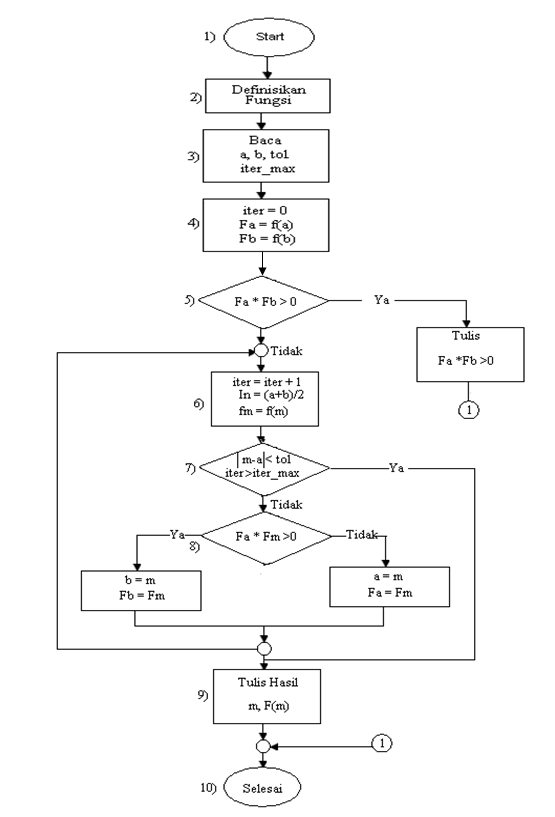 1) Start
2) Definisikan
Fungsi
3) Baca
a, b, tol
iter_max
4) iter = 0
Fa = f(a)
Fb = f(b)
5) Fa * Fb > 0
Ya
Tulis
Fa *Fb >0
1
Tidak
6) iter = iter + 1
In = (a+b)/2
fm = f(m)
7) |m-a|< tol
iter>iter_max
Ya
Tidak
8) Fa * Fm >0
Ya
Tidak
b = m
Fb = Fm
a = m
Fa = Fm
9) Tulis Hasil
m, F(m)
1
10) Selesai